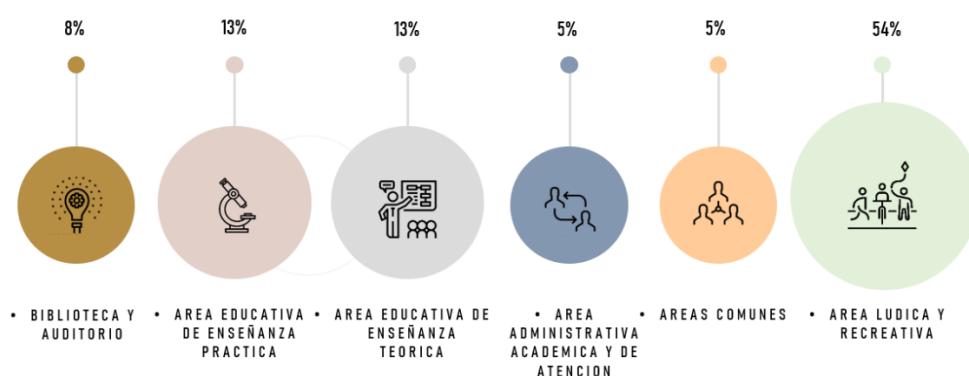 8%
13%
13%
5%
5%
54%
• BIBLIOTECA Y
AUDITORIO
• AREA EDUCATIVA
DE ENSEÑANZA
PRACTICA
• AREA EDUCATIVA DE
ENSEÑANZA
TEORICA
• AREA
ADMINISTRATIVA
ACADEMICA Y DE
ATENCION
• AREAS COMUNES
• AREA LUDICA Y
RECREATIVA